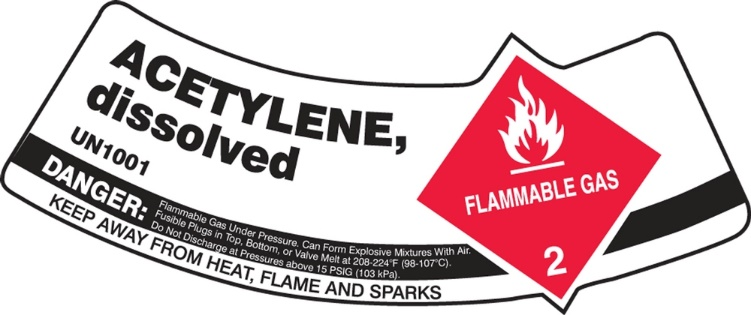 ACETYLENE,
dissolved
UN1001
DANGER:
Flammable Gas Under Pressure. Can Form Explosive Mixtures With Air.
Fusible Plugs in Top, Bottom, or Valve Melt at 208-224°F (98-107°C).
Do Not Discharge at Pressures above 15 PSIG (103 kPa).
KEEP AWAY FROM HEAT, FLAME AND SPARKS
FLAMMABLE GAS
2